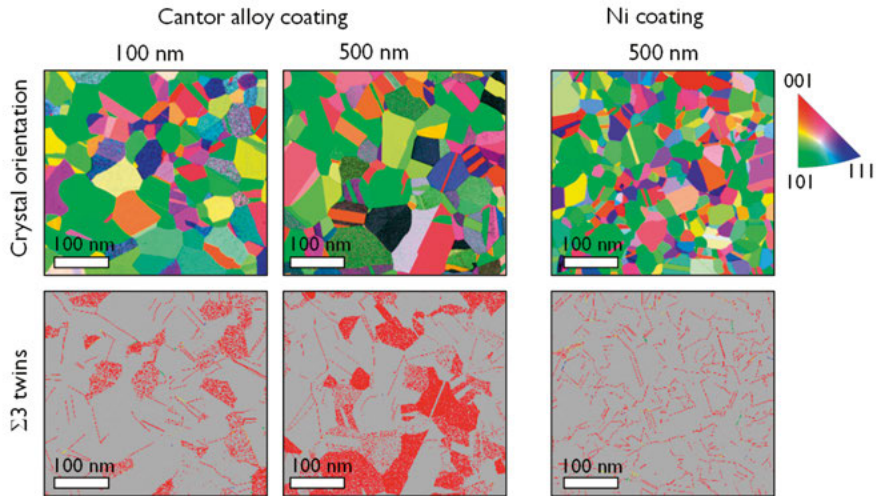 Cantor alloy coating
Ni coating
100 nm
500 nm
500 nm
Crystal orientation
001
101
111
100 nm
100 nm
100 nm
Σ3 twins
100 nm
100 nm
100 nm